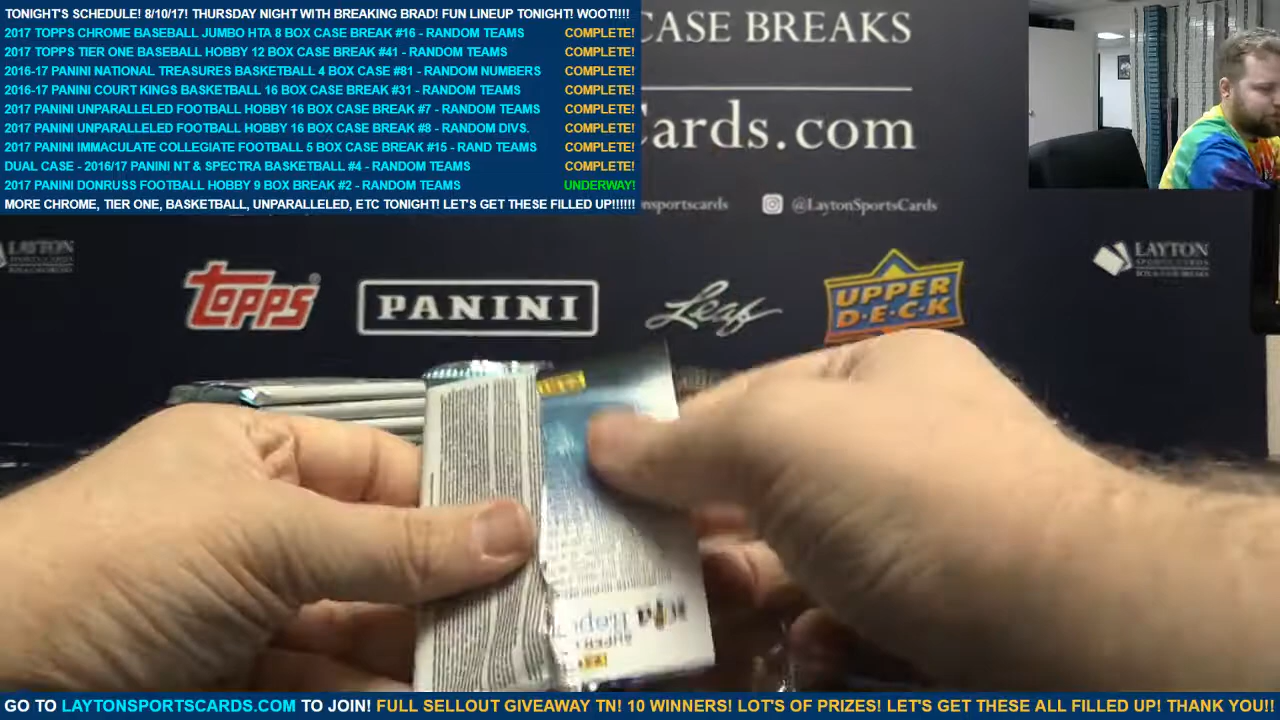 TONIGHT'S SCHEDULE! 8/10/17! THURSDAY NIGHT WITH BREAKING BRAD! FUN LINEUP TONIGHT! WOOT!!!!
2017 TOPPS CHROME BASEBALL JUMBO HTA 8 BOX CASE BREAK #16 - RANDOM TEAMS COMPLETE!
2017 TOPPS TIER ONE BASEBALL HOBBY 12 BOX CASE BREAK #41 - RANDOM TEAMS COMPLETE!
2016-17 PANINI NATIONAL TREASURES BASKETBALL 4 BOX CASE #81 - RANDOM NUMBERS COMPLETE!
2016-17 PANINI COURT KINGS BASKETBALL 16 BOX CASE BREAK #31 - RANDOM TEAMS COMPLETE!
2017 PANINI UNPARALLELED FOOTBALL HOBBY 16 BOX CASE BREAK #7 - RANDOM TEAMS COMPLETE!
2017 PANINI UNPARALLELED FOOTBALL HOBBY 16 BOX CASE BREAK #8 - RANDOM DIVS. COMPLETE!
2017 PANINI IMMACULATE COLLEGIATE FOOTBALL 5 BOX CASE BREAK #15 - RAND TEAMS COMPLETE!
DUAL CASE - 2016/17 PANINI NT & SPECTRA BASKETBALL #4 - RANDOM TEAMS COMPLETE!
2017 PANINI DONRUSS FOOTBALL HOBBY 9 BOX BREAK #2 - RANDOM TEAMS UNDERWAY!
MORE CHROME, TIER ONE, BASKETBALL, UNPARALLELED, ETC TONIGHT! LET'S GET THESE FILLED UP!!!!!!
CASE BREAKS
Cards.com
nsportscards @LaytonSportsCards
LAYTON
LAYTON
SPORTS CARDS
TOPPS PANINI Leaf UPPER DECK
GO TO LAYTONSPORTSCARDS.COM TO JOIN! FULL SELLOUT GIVEAWAY TN! 10 WINNERS! LOT'S OF PRIZES! LET'S GET THESE ALL FILLED UP! THANK YOU!!